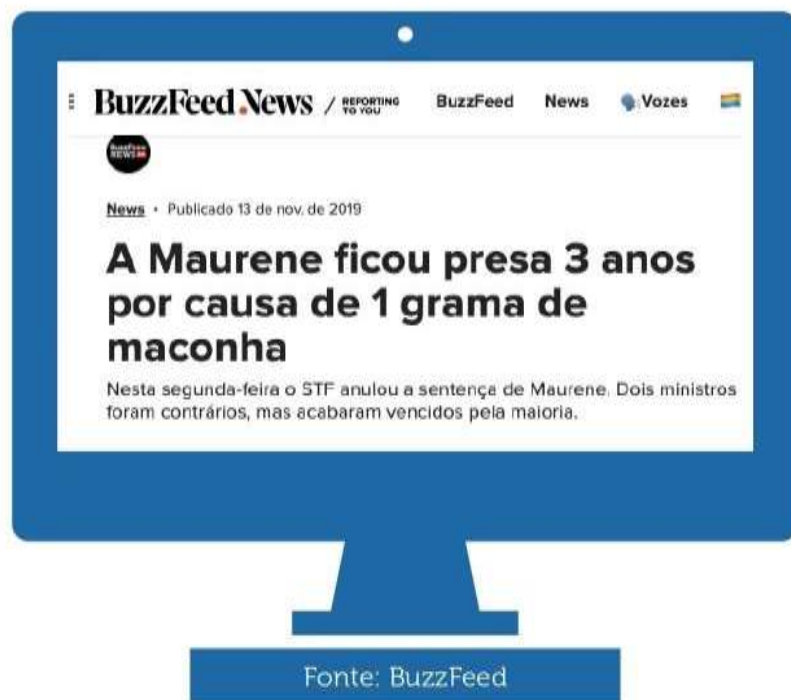 BuzzFeed News / REPORTING TO YOU BuzzFeed News Vozes
BuzzFeed
NEWS
News • Publicado 13 de nov. de 2019
A Maurene ficou presa 3 anos
por causa de 1 grama de
maconha
Nesta segunda-feira o STF anulou a sentença de Maurene. Dois ministros
foram contrários, mas acabaram vencidos pela maioria.
Fonte: BuzzFeed